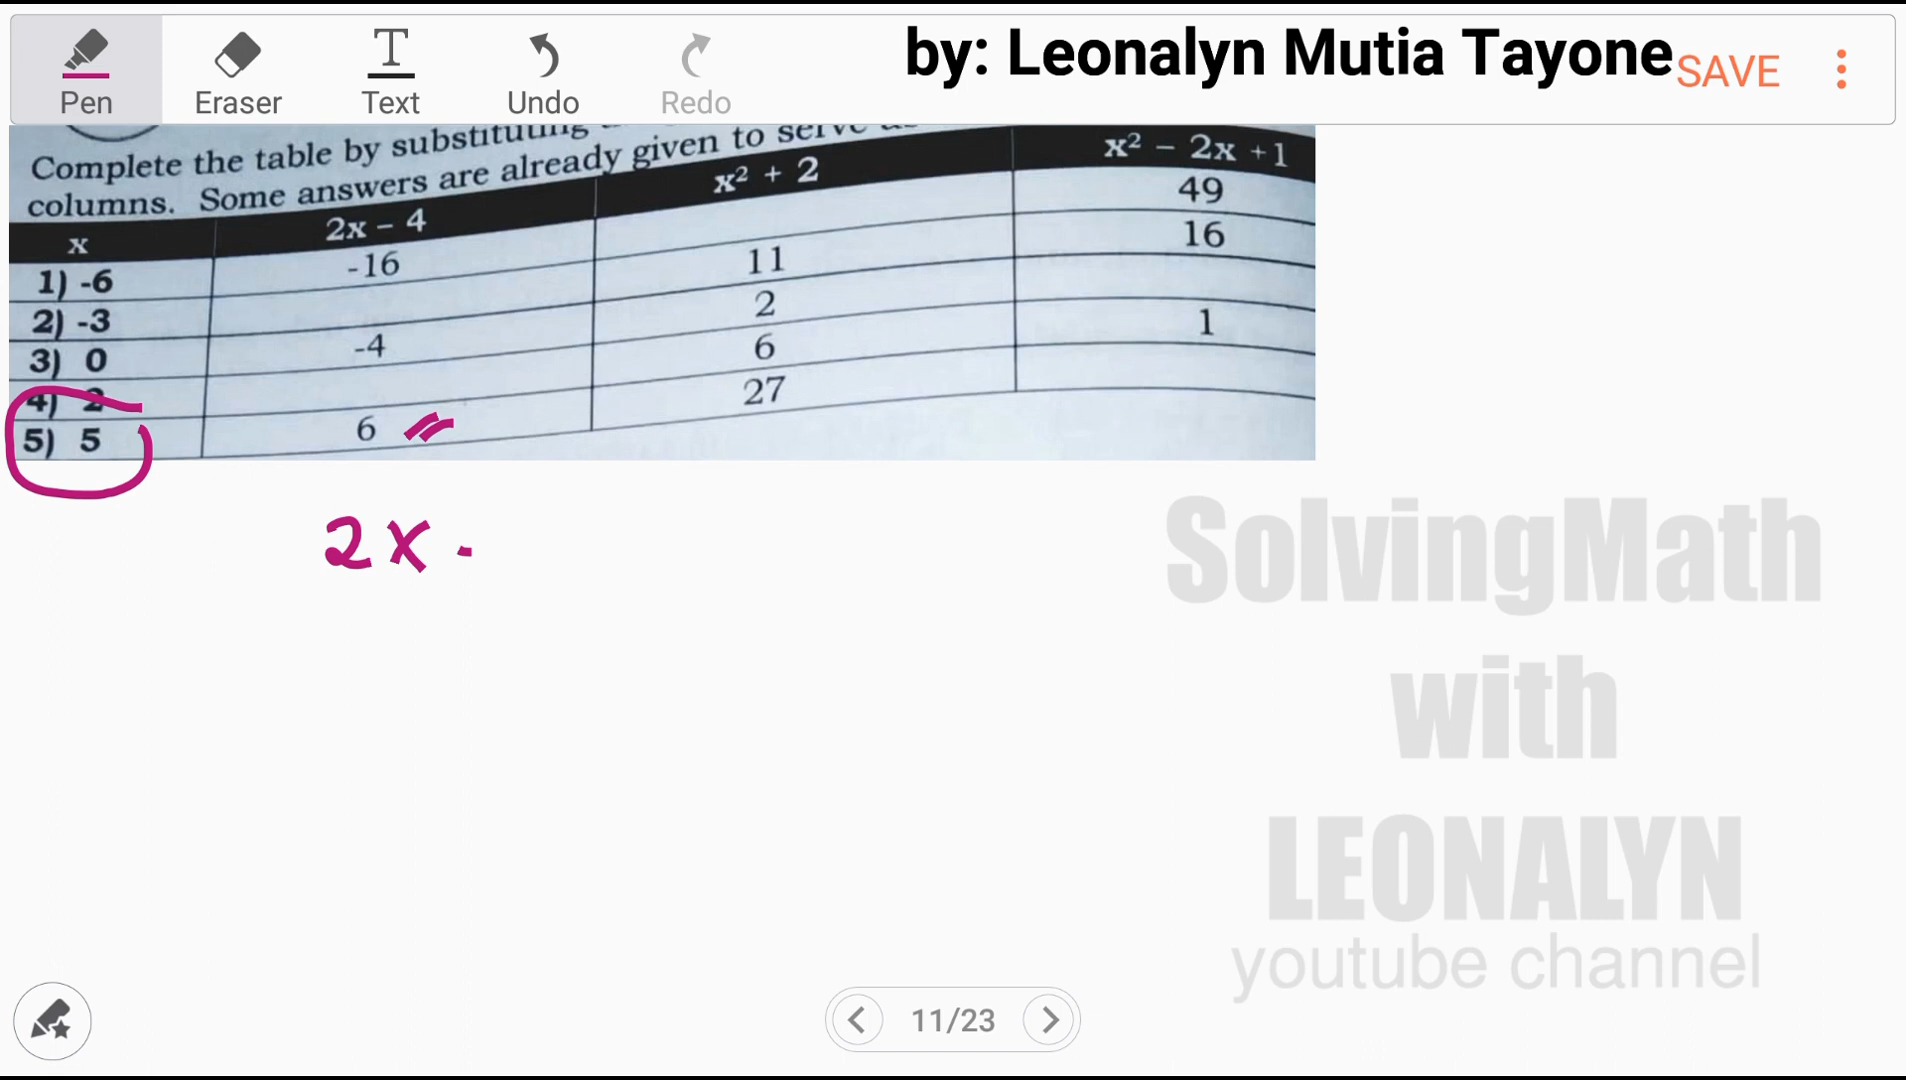 by: Leonalyn Mutia Tayone
SAVE
Pen Eraser Text Undo Redo
Complete the table by substituting
columns. Some answers are already given to serve
x 2x – 4 x² + 2 x² – 2x +1
1) -6 -16 49
2) -3 11 16
3) 0 -4 2
4) 2 6 1
5) 5 6 27
2x -
SolvingMath
with
LEONALYN
youtube channel
11/23